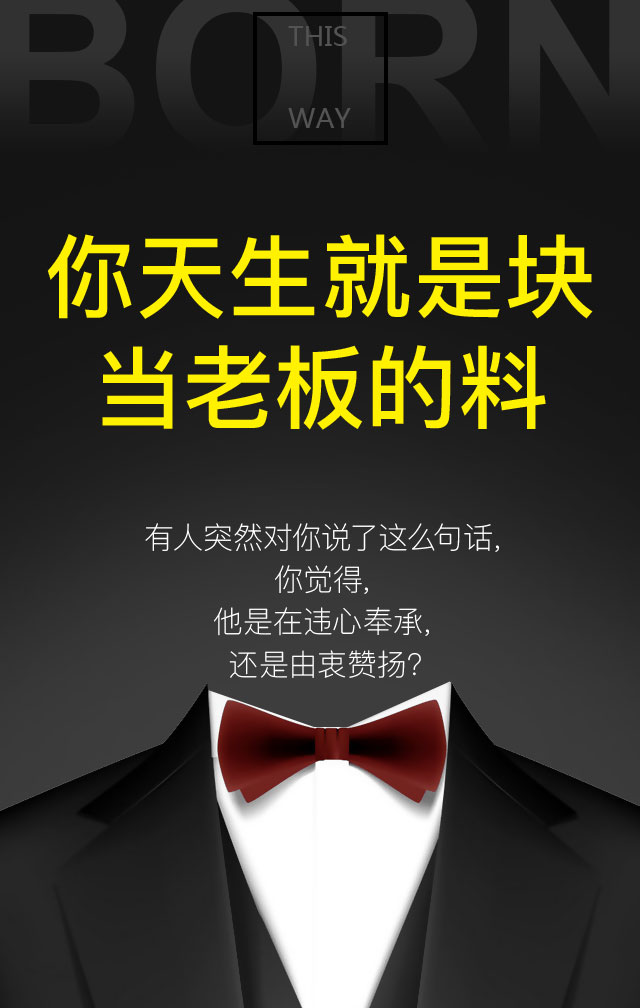 BORN
THIS
WAY
你天生就是块
当老板的料
有人突然对你说了这么句话,
你觉得,
他是在违心奉承,
还是由衷赞扬?